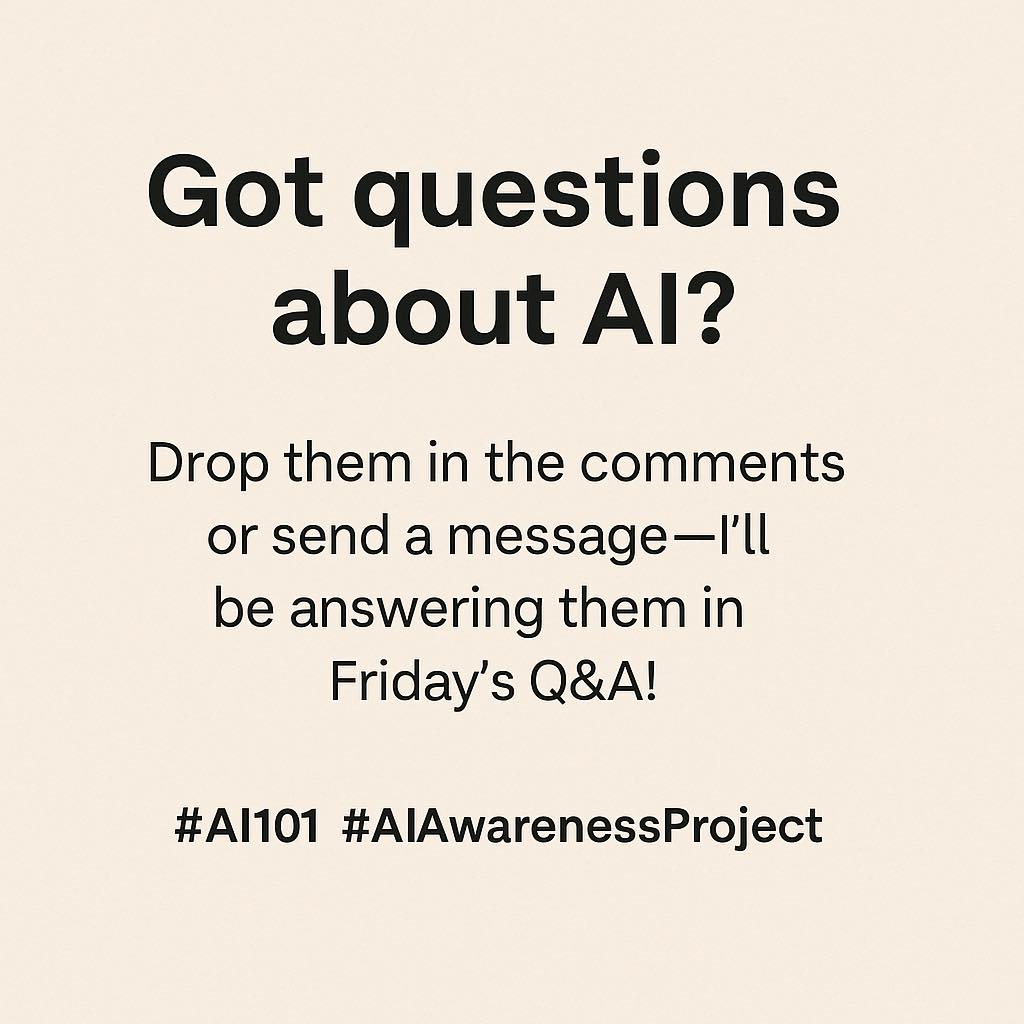 Got questions
about AI?
Drop them in the comments
or send a message—I’ll
be answering them in
Friday’s Q&A!
#AI101 #AIAwarenessProject